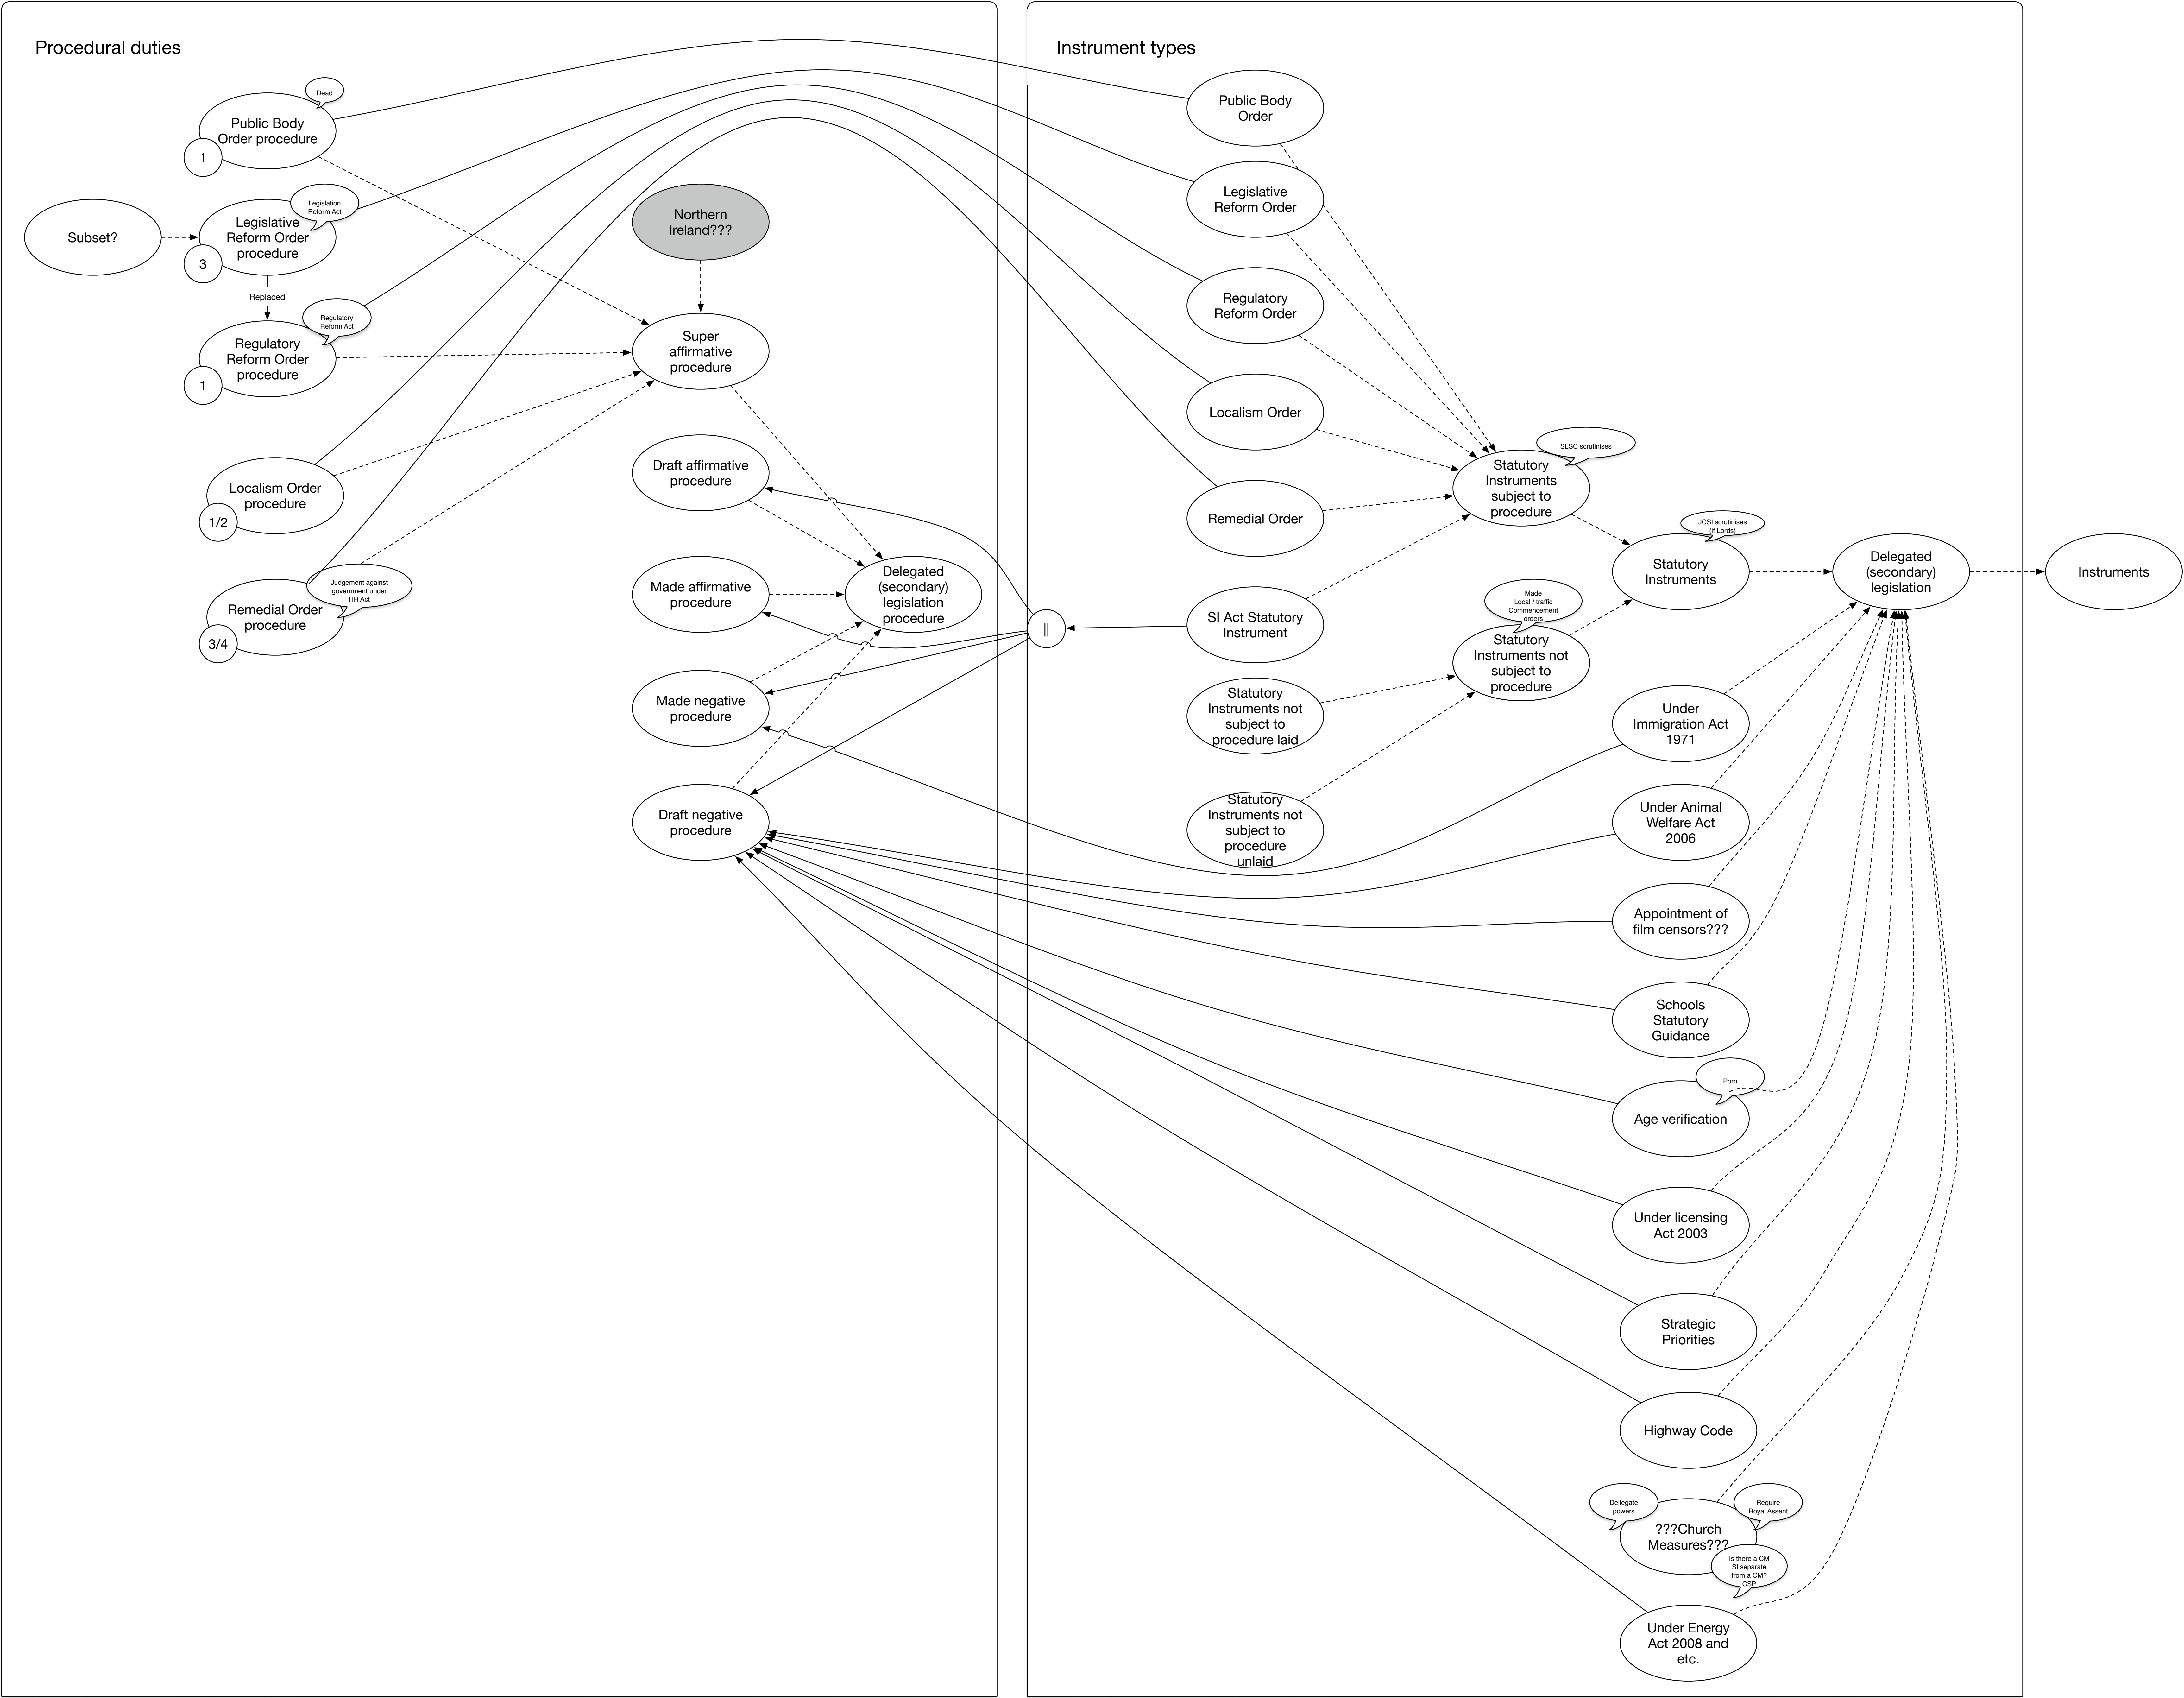 Procedural duties
Dead
Public Body
Order procedure
1
Subset?
Legislation
Reform Act
Legislative
Reform Order
procedure
3
Replaced
Regulatory
Reform Act
Regulatory
Reform Order
procedure
1
Localism Order
procedure
1/2
Judgement against
government under
HR Act
Remedial Order
procedure
3/4
Northern
Ireland???
Super
affirmative
procedure
Draft affirmative
procedure
Made affirmative
procedure
Delegated
(secondary)
legislation
procedure
Made negative
procedure
Draft negative
procedure
||
Instrument types
Public Body
Order
Legislative
Reform Order
Regulatory
Reform Order
Localism Order
Remedial Order
SI Act Statutory
Instrument
Statutory
Instruments not
subject to
procedure laid
Statutory
Instruments not
subject to
procedure
unlaid
SLSC scrutinises
Statutory
Instruments
subject to
procedure
Made
Local / traffic
Commencement
orders
Statutory
Instruments not
subject to
procedure
JCSI scrutinises
(if Lords)
Statutory
Instruments
Delegated
(secondary)
legislation
Instruments
Under
Immigration Act
1971
Under Animal
Welfare Act
2006
Appointment of
film censors???
Schools
Statutory
Guidance
Porn
Age verification
Under licensing
Act 2003
Strategic
Priorities
Highway Code
Dellegate
powers
Require
Royal Assent
???Church
Measures???
Is there a CM
SI separate
from a CM?
CSP
Under Energy
Act 2008 and
etc.